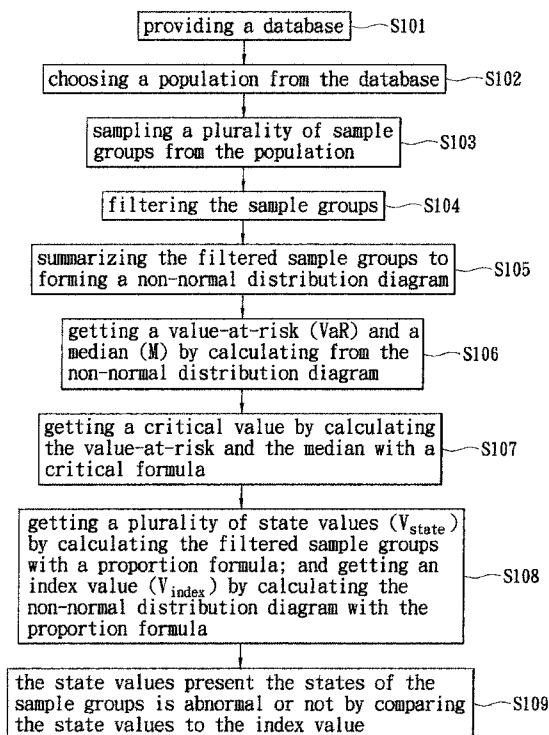 providing a database S101
choosing a population from the database S102
sampling a plurality of sample
groups from the population S103
filtering the sample groups S104
summarizing the filtered sample groups to
forming a non-normal distribution diagram S105
getting a value-at-risk (VaR) and a
median (M) by calculating from the S106
non-normal distribution diagram
getting a critical value by calculating
the value-at-risk and the median with a S107
critical formula
getting a plurality of state values (Vstate)
by calculating the filtered sample groups
with a proportion formula; and getting an
index value (Vindex) by calculating the S108
non-normal distribution diagram with the
proportion formula
the state values present the states of the
sample groups is abnormal or not by comparing S109
the state values to the index value